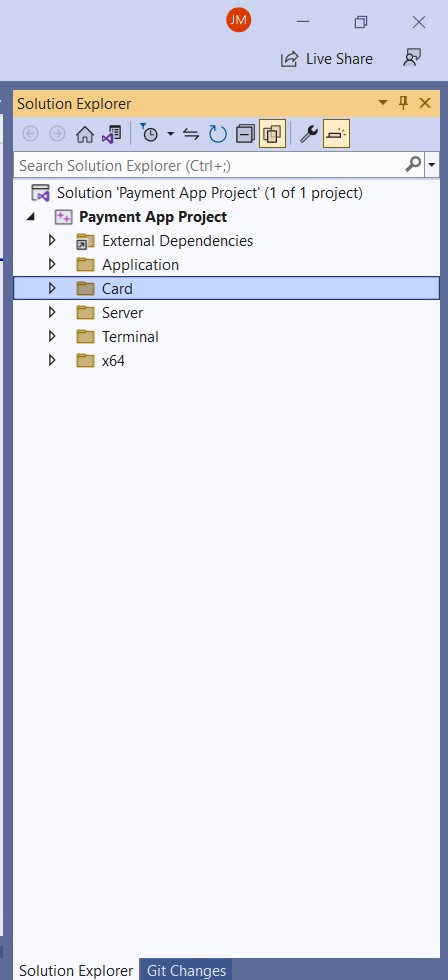 JM
Live Share
Solution Explorer
Search Solution Explorer (Ctrl+;)
Solution 'Payment App Project' (1 of 1 project)
Payment App Project
External Dependencies
Application
Card
Server
Terminal
x64
Solution Explorer Git Changes